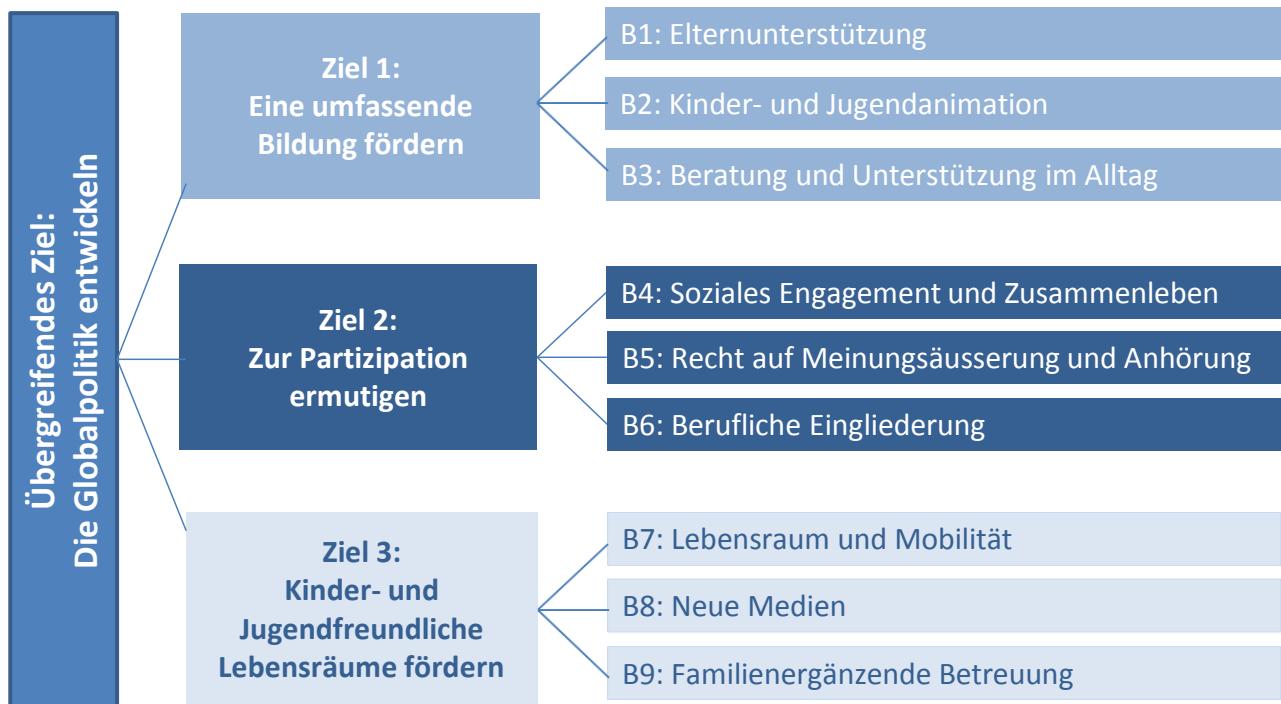 Übergreifendes Ziel:
Die Globalpolitik entwickeln
Ziel 1:
Eine umfassende
Bildung fördern
B1: Elternunterstützung
B2: Kinder- und Jugendanimation
B3: Beratung und Unterstützung im Alltag
Ziel 2:
Zur Partizipation
ermutigen
B4: Soziales Engagement und Zusammenleben
B5: Recht auf Meinungsäusserung und Anhörung
B6: Berufliche Eingliederung
Ziel 3:
Kinder- und
Jugendfreundliche
Lebensräume fördern
B7: Lebensraum und Mobilität
B8: Neue Medien
B9: Familienergänzende Betreuung